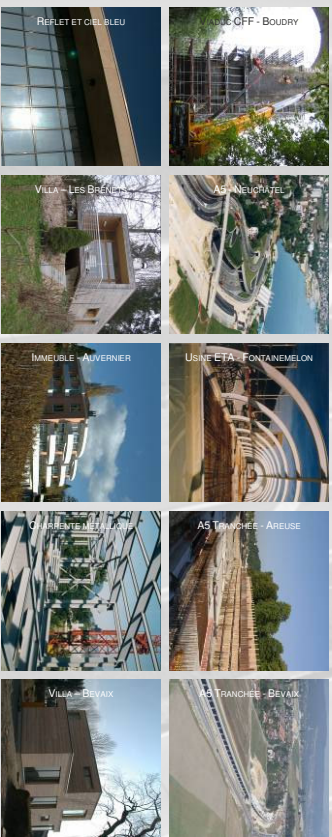 REFLET ET CIEL BLEU
VIADUC CFF - BOUDRY
VILLA – LES BRENETS
A5 - NEUCHÂTEL
IMMEUBLE - AUVERNIER
USINE ETA - FONTAINEMELON
CHARPENTE MÉTALLIQUE
A5 TRANCHÉE - AREUSE
VILLA – BEVAIX
A5 TRANCHÉE - BEVAIX